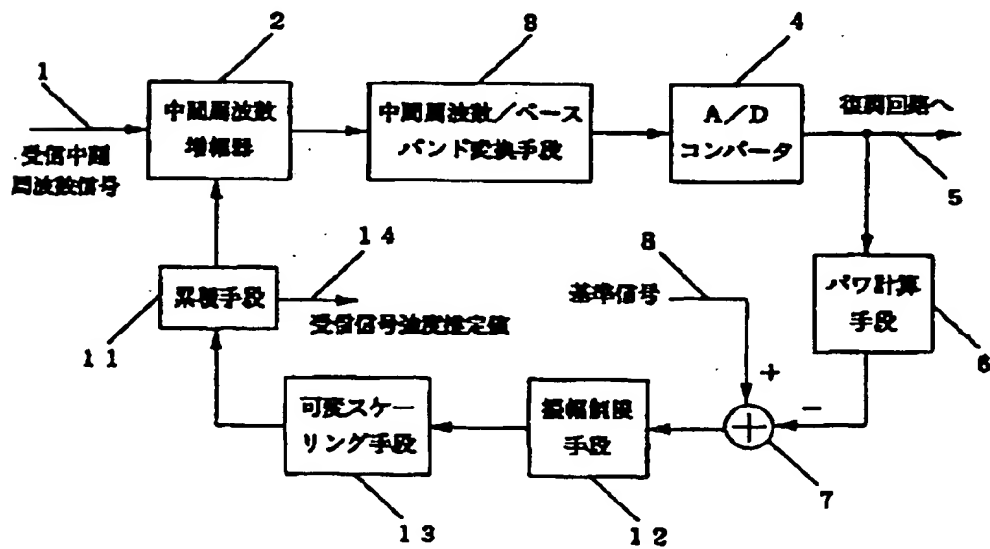 1
2
8
4
中間周波数
増幅器
中間周波数/ベース
バンド変換手段
A/D
コンバータ
復調回路へ
受信中間
周波数信号
5
14
8
累積手段
受信信号強度推定値
基準信号
パワ計算
手段
11
6
+
−
可変スケー
リング手段
振幅制限
手段
+
7
13
12